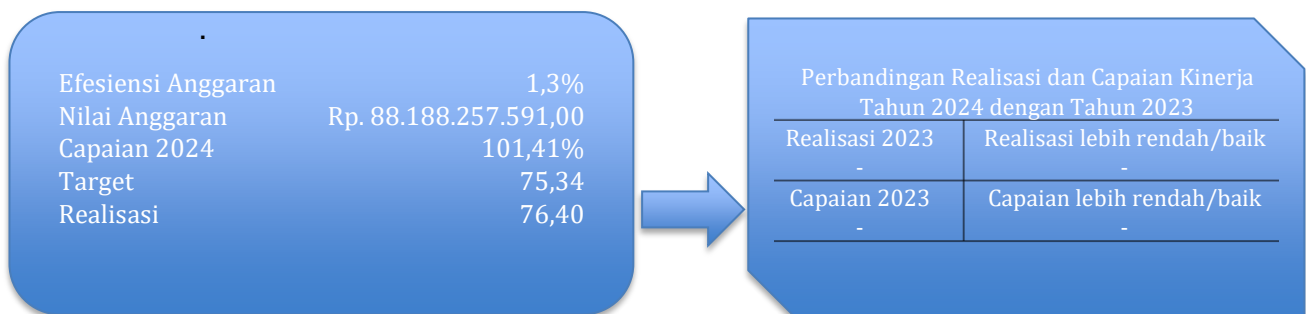 .
Efesiensi Anggaran 1,3%
Nilai Anggaran Rp. 88.188.257.591,00
Capaian 2024 101,41%
Target 75,34
Realisasi 76,40
Perbandingan Realisasi dan Capaian Kinerja
Tahun 2024 dengan Tahun 2023
Realisasi 2023 Realisasi lebih rendah/baik
- -
Capaian 2023 Capaian lebih rendah/baik
- -